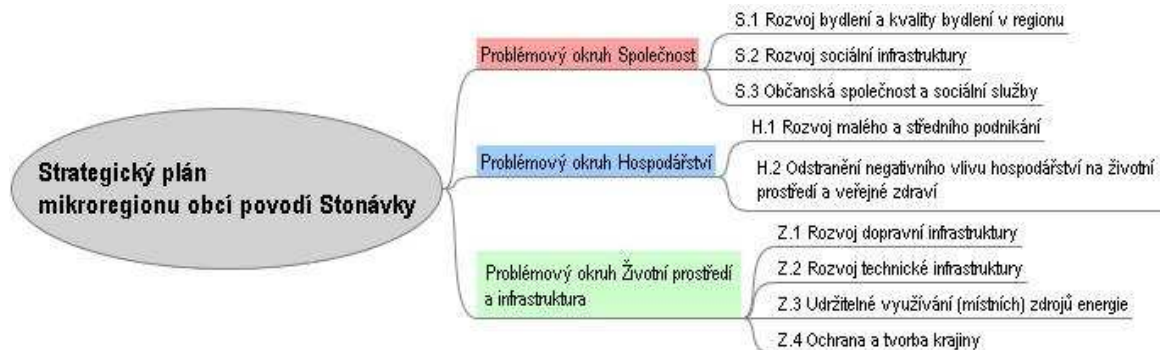 Strategický plán
mikroregionu obcí povodí Stonávky
Problémový okruh Společnost
S.1 Rozvoj bydlení a kvality bydlení v regionu
S.2 Rozvoj sociální infrastruktury
S.3 Občanská společnost a sociální služby
Problémový okruh Hospodářství
H.1 Rozvoj malého a středního podnikání
H.2 Odstranění negativního vlivu hospodářství na životní
prostředí a veřejné zdraví
Problémový okruh Životní prostředí
a infrastruktura
Z.1 Rozvoj dopravní infrastruktury
Z.2 Rozvoj technické infrastruktury
Z.3 Udržitelné využívání (místních) zdrojů energie
Z.4 Ochrana a tvorba krajiny